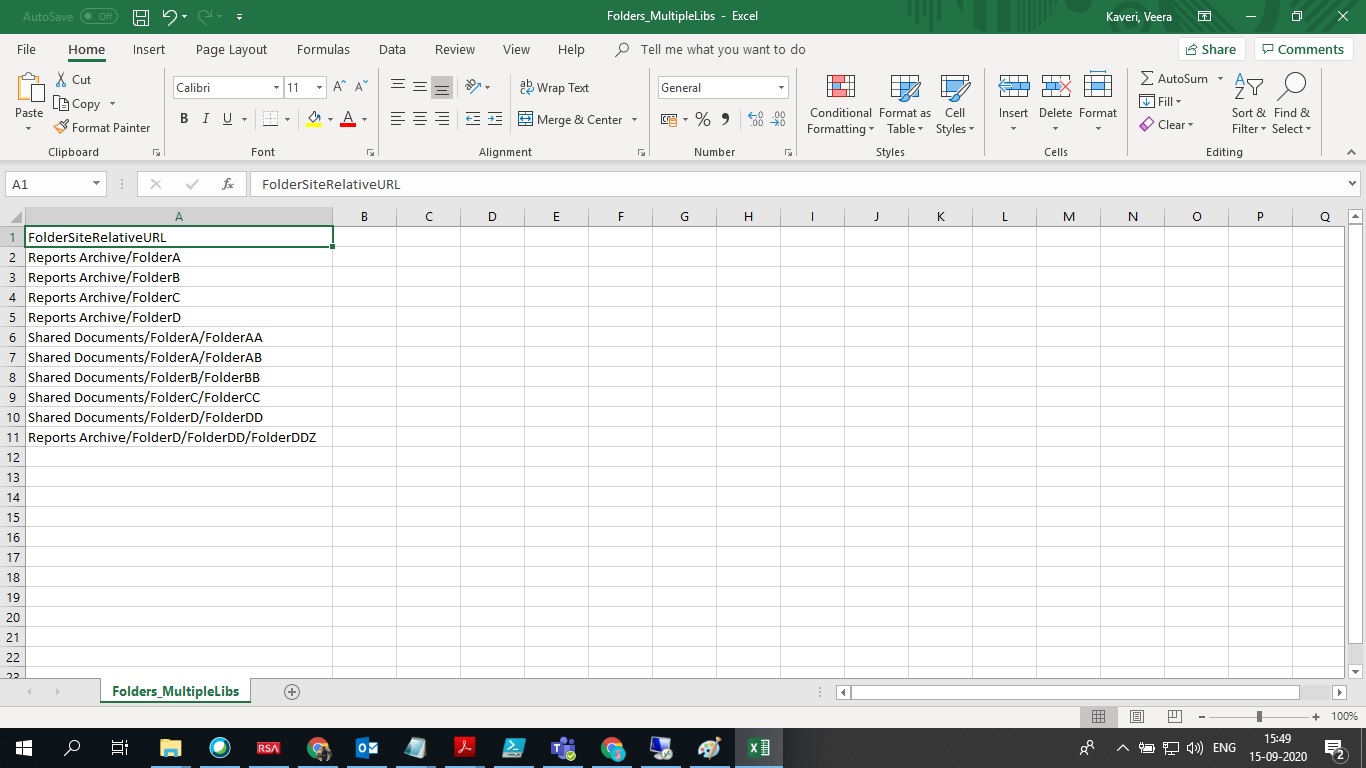 AutoSave Off Folders_MultipleLibs - Excel Kaveri, Veera
File Home Insert Page Layout Formulas Data Review View Help Tell me what you want to do Share Comments
Paste Cut Copy Format Painter Clipboard
Calibri 11 A A B I U A Font
ab Wrap Text Merge & Center Alignment
General % Number
Conditional Formatting Format as Table Cell Styles Styles
Insert Delete Format Cells
AutoSum Fill Clear Sort & Filter Find & Select Editing
A1 fx FolderSiteRelativeURL
A B C D E F G H I J K L M N O P Q
1 FolderSiteRelativeURL
2 Reports Archive/FolderA
3 Reports Archive/FolderB
4 Reports Archive/FolderC
5 Reports Archive/FolderD
6 Shared Documents/FolderA/FolderAA
7 Shared Documents/FolderA/FolderAB
8 Shared Documents/FolderB/FolderBB
9 Shared Documents/FolderC/FolderCC
10 Shared Documents/FolderD/FolderDD
11 Reports Archive/FolderD/FolderDD/FolderDDZ
12
13
14
15
16
17
18
19
20
21
22
23
Folders_MultipleLibs
100%
RSA ENG 15:49
15-09-2020 2